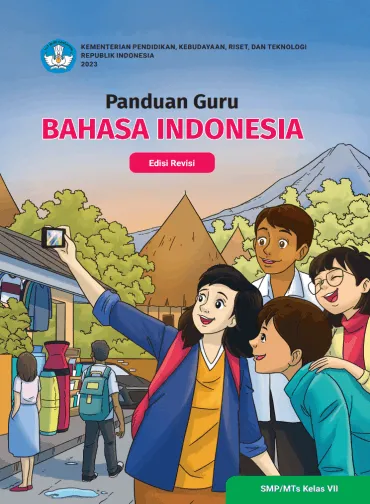 KEMENTERIAN PENDIDIKAN, KEBUDAYAAN, RISET, DAN TEKNOLOGI
REPUBLIK INDONESIA
2023
Panduan Guru
BAHASA INDONESIA
Edisi Revisi
SMP/MTs Kelas VII